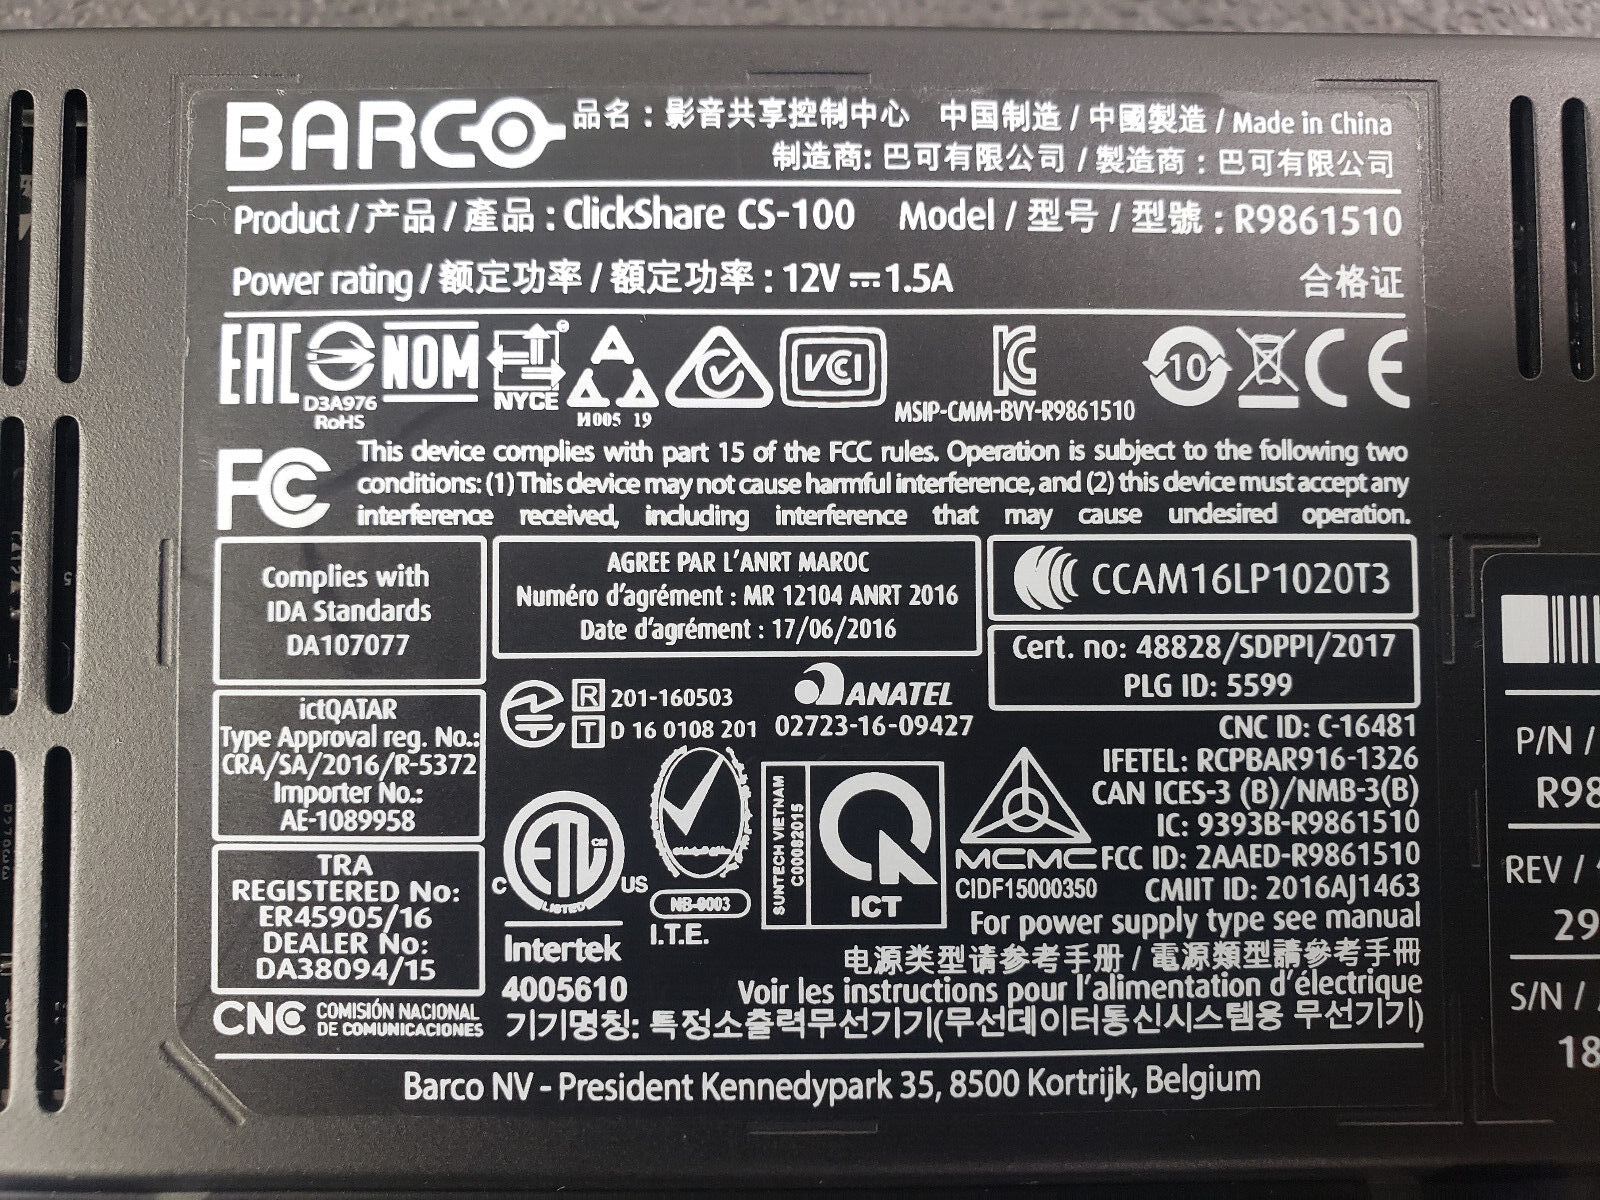 BARCO 品名：影音共享控制中心 中国制造 / 中國製造 / Made in China
制造商: 巴可有限公司 / 製造商：巴可有限公司
Product / 产品 / 產品 : ClickShare CS-100 Model / 型号 / 型號 : R9861510
Power rating / 额定功率 / 額定功率 : 12V 1.5A 合格证
EAC NOM VCI KC 10 CE
D3A976
RoHS
NYCE
И005 19
MSIP-CMM-BVY-R9861510
FC This device complies with part 15 of the FCC rules. Operation is subject to the following two
conditions: (1) This device may not cause harmful interference, and (2) this device must accept any
interference received, including interference that may cause undesired operation.
Complies with
IDA Standards
DA107077
AGREE PAR L'ANRT MAROC
Numéro d'agrément : MR 12104 ANRT 2016
Date d'agrément : 17/06/2016
CCAM16LP1020T3
Cert. no: 48828/SDPPI/2017
PLG ID: 5599
ictQATAR
Type Approval reg. No.:
CRA/SA/2016/R-5372
Importer No.:
AE-1089958
R 201-160503
T D 16 0108 201
ANATEL
02723-16-09427
CNC ID: C-16481
IFETEL: RCPBAR916-1326
CAN ICES-3 (B)/NMB-3(B)
IC: 9393B-R9861510
FCC ID: 2AAED-R9861510
CMIIT ID: 2016AJ1463
TRA
REGISTERED No:
ER45905/16
DEALER No:
DA38094/15
ETL CM
LISTED
C US
Intertek
4005610
NB-0003
I.T.E.
SUNTECH VIETNAM
C00082015
ICT
MCMC
CIDF15000350
For power supply type see manual
电源类型请参考手册 / 電源類型請參考手冊
Voir les instructions pour l'alimentation d'électrique
CNC COMISIÓN NACIONAL
DE COMUNICACIONES
기기명칭: 특정소출력무선기기(무선데이터통신시스템용 무선기기)
Barco NV - President Kennedypark 35, 8500 Kortrijk, Belgium
P/N /
R98
REV /
29
S/N /
18